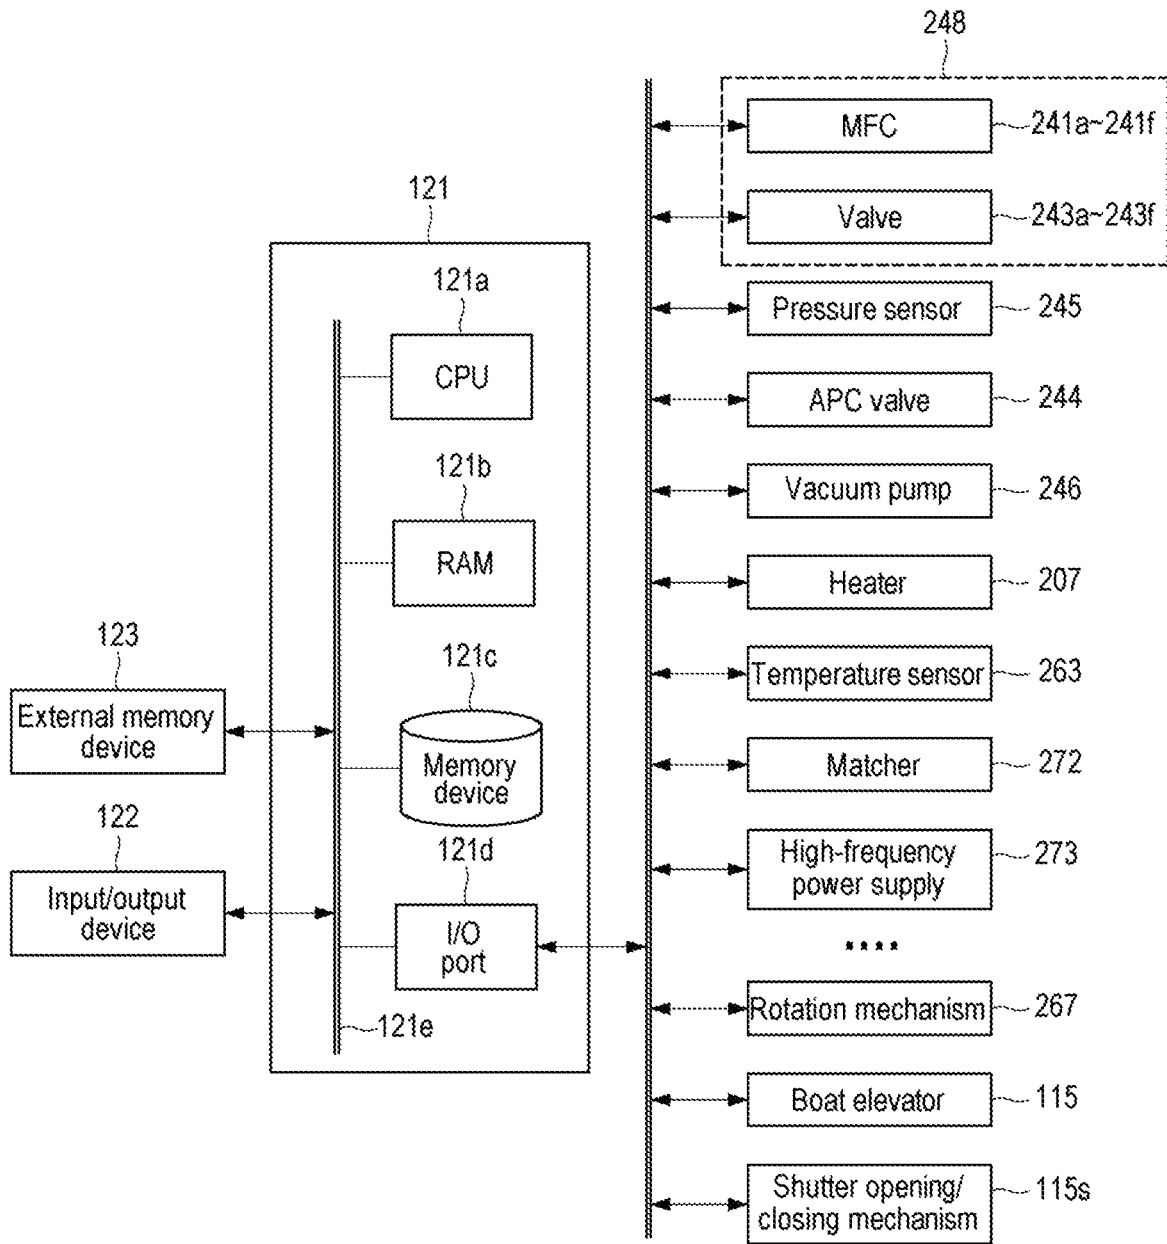 248
MFC
241a~241f
Valve
243a~243f
121
121a
CPU
121b
RAM
121c
Memory
device
121d
I/O
port
121e
123
External memory
device
122
Input/output
device
Pressure sensor
245
APC valve
244
Vacuum pump
246
Heater
207
Temperature sensor
263
Matcher
272
High-frequency
power supply
273
....
Rotation mechanism
267
Boat elevator
115
Shutter opening/
closing mechanism
115s